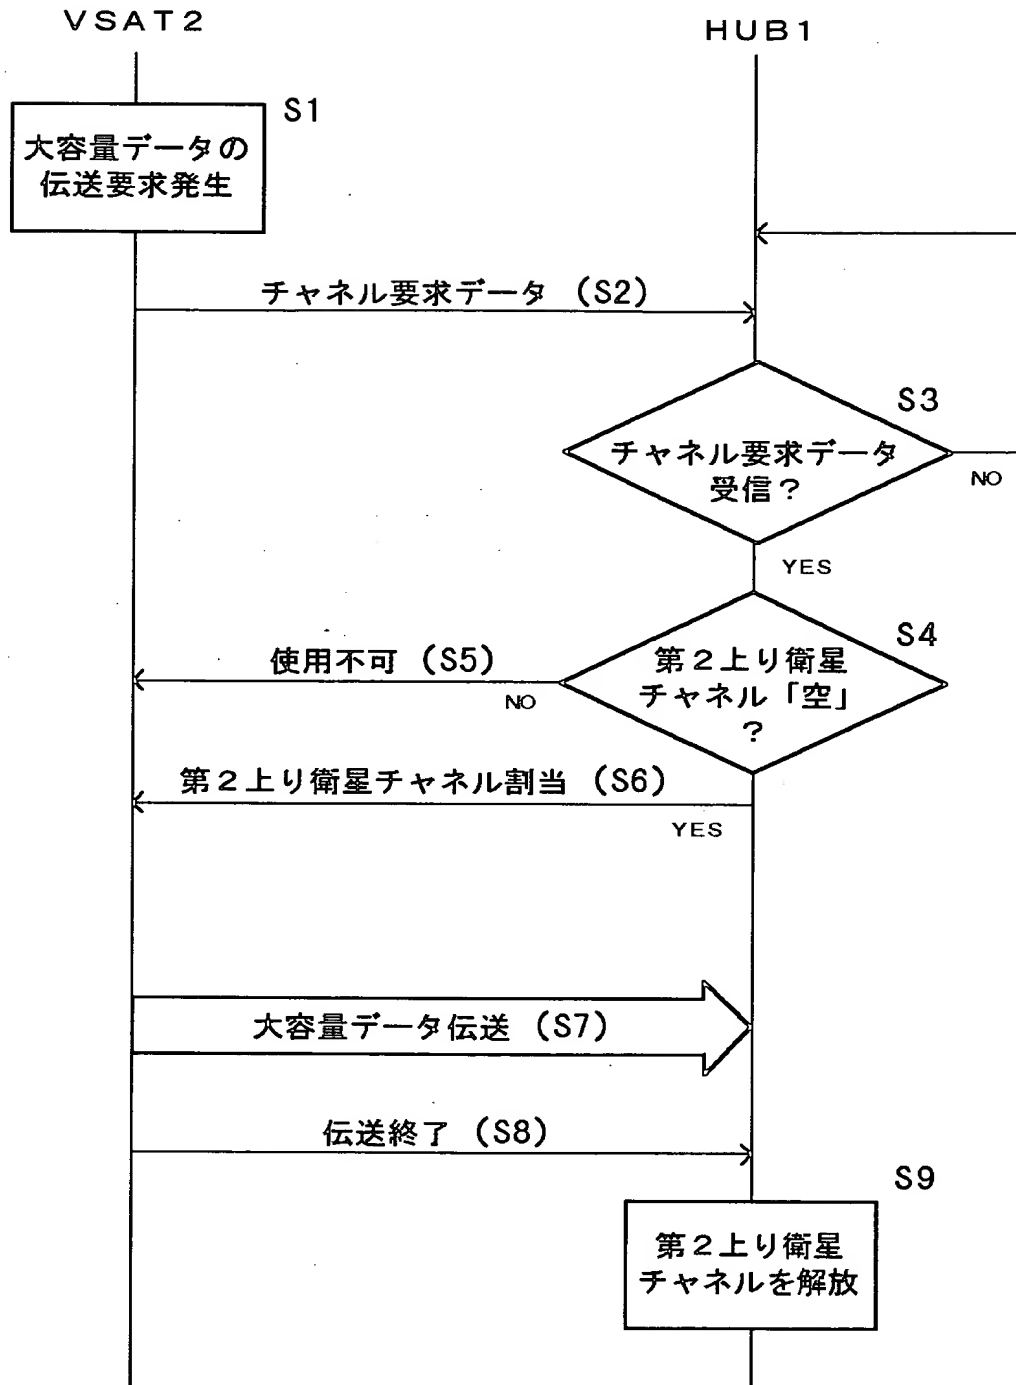 VSAT2
HUB1
S1
大容量データの
伝送要求発生
チャネル要求データ (S2)
S3
チャネル要求データ
受信?
NO
YES
S4
第2上り衛星
チャネル「空」
?
使用不可 (S5)
NO
第2上り衛星チャネル割当 (S6)
YES
大容量データ伝送 (S7)
伝送終了 (S8)
S9
第2上り衛星
チャネルを解放